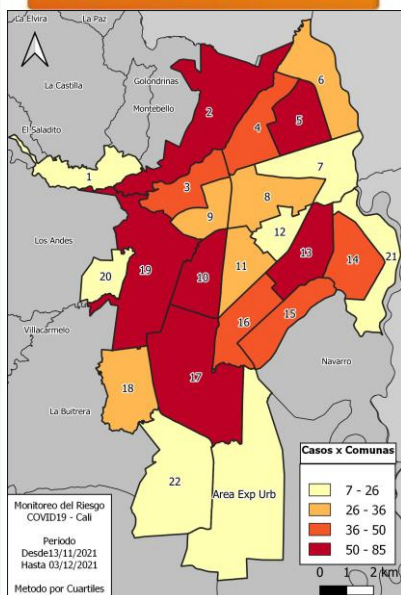 La Elvira
La Paz
La Castilla
Golondrinas
Montebello
El Saladito
Los Andes
Villacarmelo
La Buitrera
Navarro
1
2
3
4
5
6
7
8
9
10
11
12
13
14
15
16
17
18
19
20
21
22
Area Exp Urb
Casos x Comunas
7 - 26
26 - 36
36 - 50
50 - 85
0 1 2 km
Monitoreo del Riesgo
COVID19 - Cali
Periodo
Desde13/11/2021
Hasta 03/12/2021
Metodo por Cuartiles